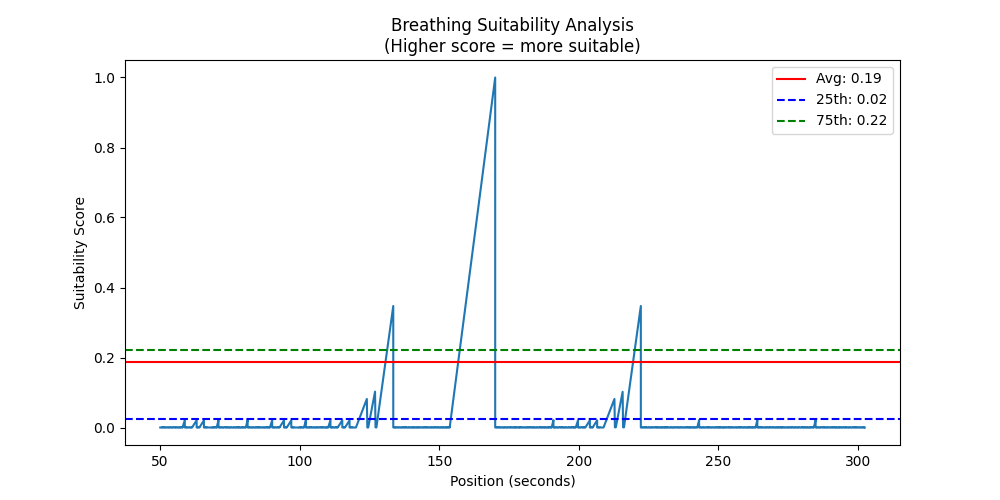 Breathing Suitability Analysis
(Higher score = more suitable)
Avg: 0.19
25th: 0.02
75th: 0.22
Suitability Score
1.0
0.8
0.6
0.4
0.2
0.0
50
100
150
200
250
300
Position (seconds)